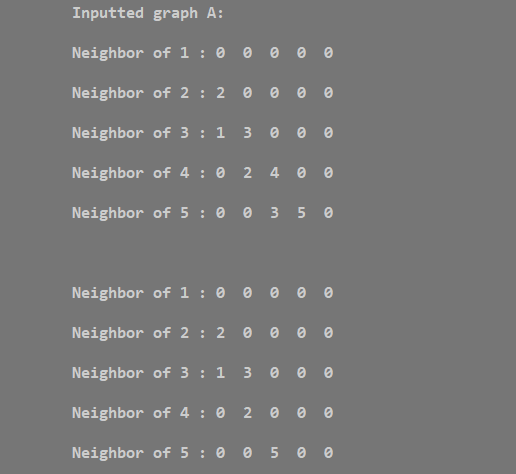 Inputted graph A:
Neighbor of 1 : 0 0 0 0 0
Neighbor of 2 : 2 0 0 0 0
Neighbor of 3 : 1 3 0 0 0
Neighbor of 4 : 0 2 4 0 0
Neighbor of 5 : 0 0 3 5 0
Neighbor of 1 : 0 0 0 0 0
Neighbor of 2 : 2 0 0 0 0
Neighbor of 3 : 1 3 0 0 0
Neighbor of 4 : 0 2 0 0 0
Neighbor of 5 : 0 0 5 0 0